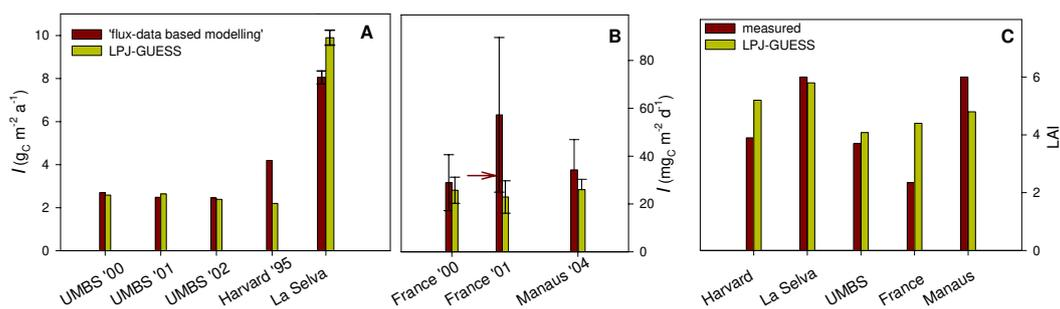 A
'flux-data based modelling'
LPJ-GUESS
I (gC m-2 a-1)
10
8
6
4
2
0
UMBS '00
UMBS '01
UMBS '02
Harvard '95
La Selva
B
80
60
40
20
0
I (mgC m-2 d-1)
France '00
France '01
Manaus '04
C
measured
LPJ-GUESS
6
4
2
0
LAI
Harvard
La Selva
UMBS
France
Manaus